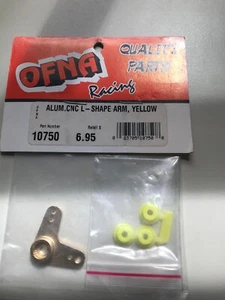 OFNA
Racing
QUALITY
PARTS
ALUM.CNC L-SHAPE ARM, YELLOW
Part Number
Retail $
10750
6.95